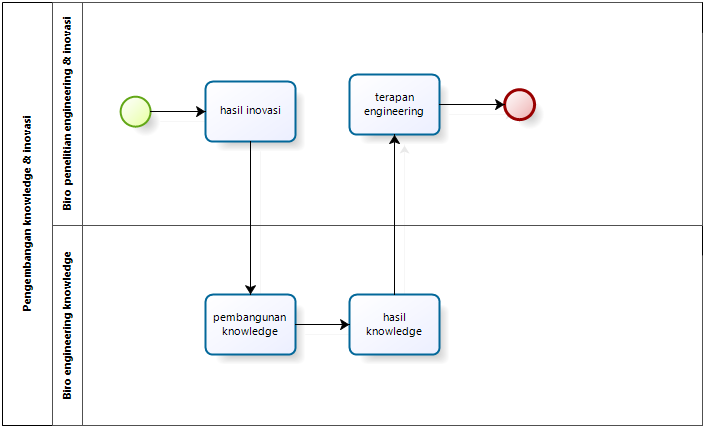 Pengembangan knowledge & inovasi
Biro penelitian engineering & inovasi
hasil inovasi
terapan
engineering
Biro engineering knowledge
pembangunan
knowledge
hasil
knowledge